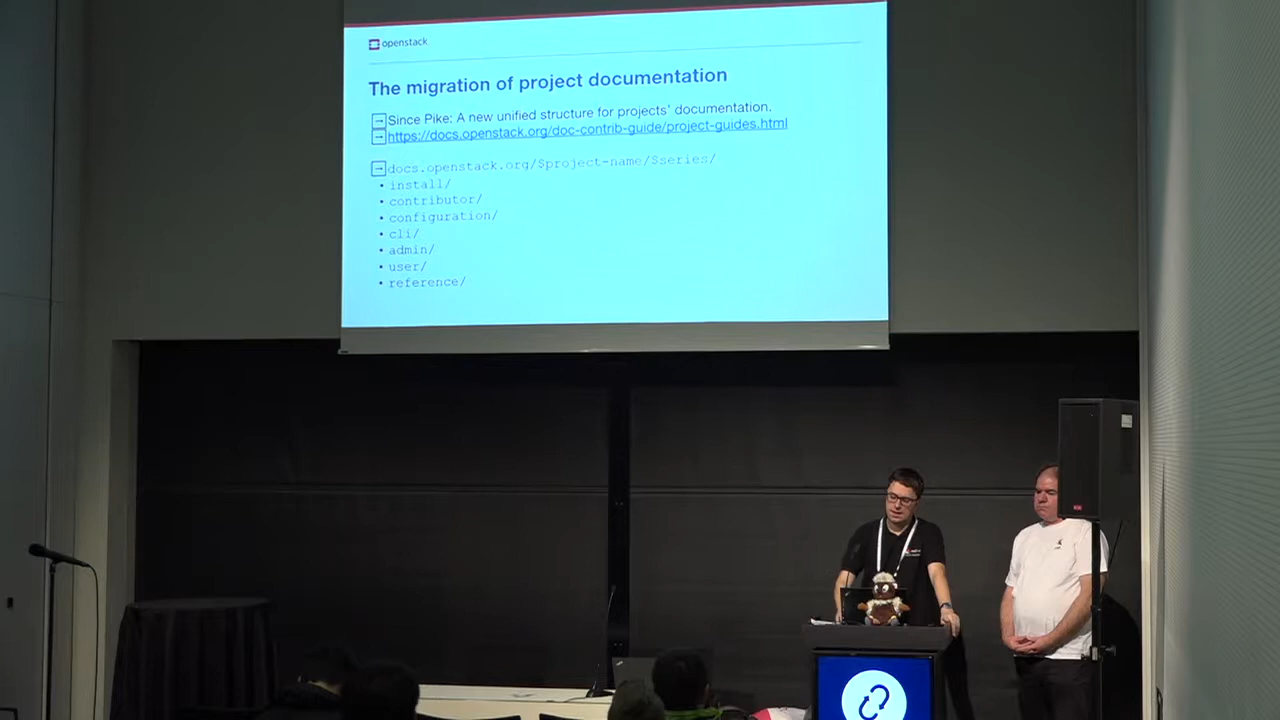 openstack
The migration of project documentation
→ Since Pike: A new unified structure for projects' documentation.
→ https://docs.openstack.org/doc-contrib-guide/project-guides.html
→ docs.openstack.org/$project-name/$series/
• install/
• contributor/
• configuration/
• cli/
• admin/
• user/
• reference/